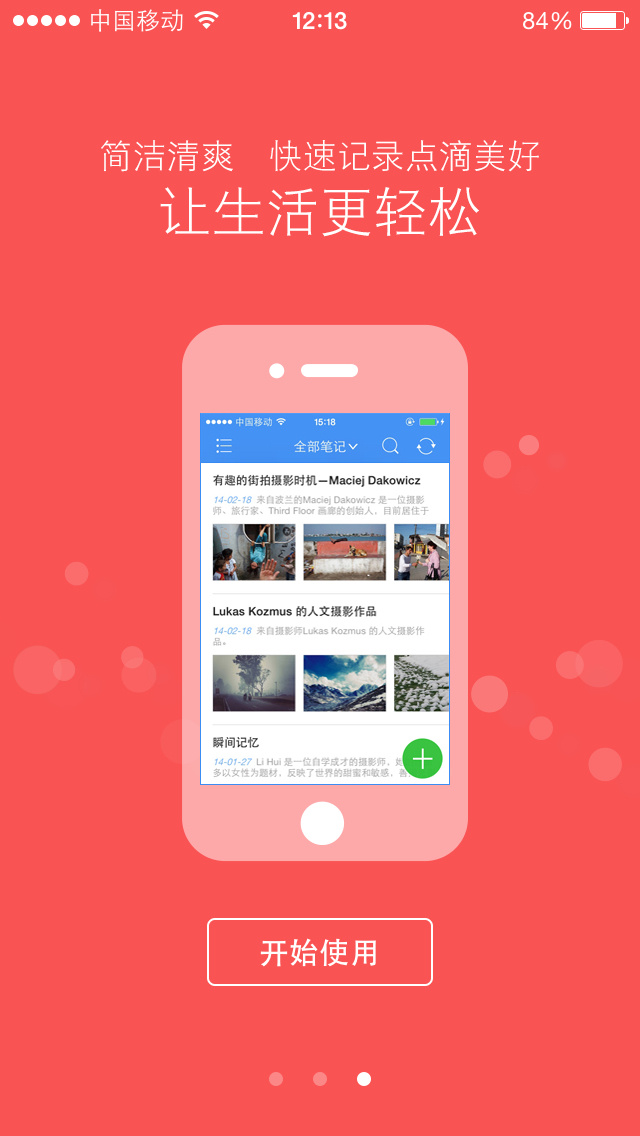 中国移动
12:13
84%
简洁清爽 快速记录点滴美好
让生活更轻松
中国移动
15:18
全部笔记
有趣的街拍摄影时机—Maciej Dakowicz
14-02-18 来自波兰的Maciej Dakowicz 是一位摄影
师、旅行家、Third Floor 画廊的创始人，目前居住于
Lukas Kozmus 的人文摄影作品
14-02-18 来自摄影师Lukas Kozmus 的人文摄影作
品。
瞬间记忆
14-01-27 Li Hui 是一位自学成才的摄影师，她
多以女性为题材，反映了世界的甜蜜和敏感，善
开始使用